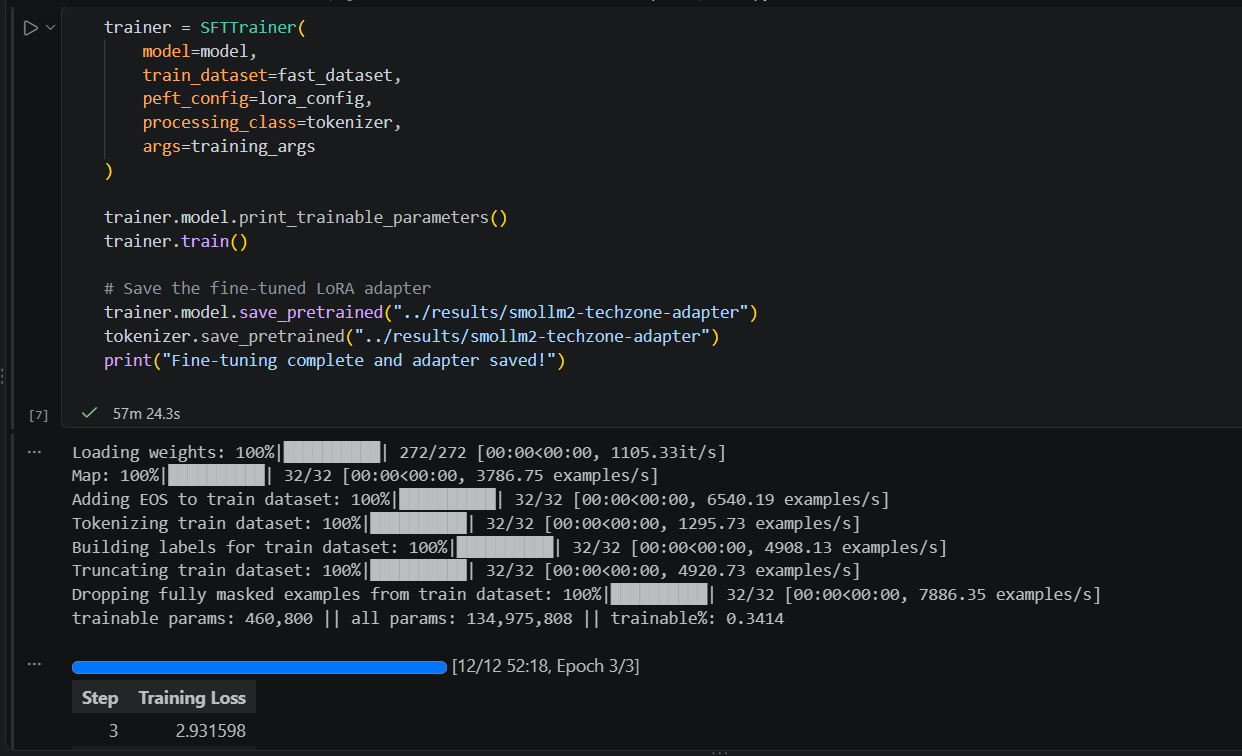 trainer = SFTTrainer(
    model=model,
    train_dataset=fast_dataset,
    peft_config=lora_config,
    processing_class=tokenizer,
    args=training_args
)

trainer.model.print_trainable_parameters()
trainer.train()

# Save the fine-tuned LoRA adapter
trainer.model.save_pretrained("../results/smollm2-techzone-adapter")
tokenizer.save_pretrained("../results/smollm2-techzone-adapter")
print("Fine-tuning complete and adapter saved!")
[7] 57m 24.3s
Loading weights: 100%|██████████| 272/272 [00:00<00:00, 1105.33it/s]
Map: 100%|██████████| 32/32 [00:00<00:00, 3786.75 examples/s]
Adding EOS to train dataset: 100%|██████████| 32/32 [00:00<00:00, 6540.19 examples/s]
Tokenizing train dataset: 100%|██████████| 32/32 [00:00<00:00, 1295.73 examples/s]
Building labels for train dataset: 100%|██████████| 32/32 [00:00<00:00, 4908.13 examples/s]
Truncating train dataset: 100%|██████████| 32/32 [00:00<00:00, 4920.73 examples/s]
Dropping fully masked examples from train dataset: 100%|██████████| 32/32 [00:00<00:00, 7886.35 examples/s]
trainable params: 460,800 || all params: 134,975,808 || trainable%: 0.3414
[12/12 52:18, Epoch 3/3]
Step Training Loss
3 2.931598